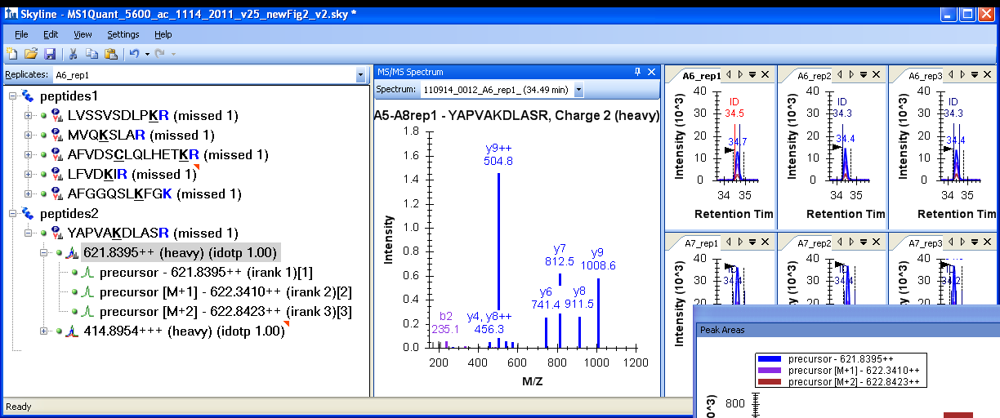 Skyline - MS1Quant_5600_ac_1114_2011_v25_newFig2_v2.sky *
File Edit View Settings Help
Replicates: A6_rep1
peptides1
LVSSVSDLPKR (missed 1)
MVQKSLAR (missed 1)
AFVDSCLQLHETKR (missed 1)
LFVDKIR (missed 1)
AFGGQSLKFGK (missed 1)
peptides2
YAPVAKDLASR (missed 1)
621.8395++ (heavy) (idotp 1.00)
precursor - 621.8395++ (irank 1)[1]
precursor [M+1] - 622.3410++ (irank 2)[2]
precursor [M+2] - 622.8423++ (irank 3)[3]
414.8954+++ (heavy) (idotp 1.00)
Ready
MS/MS Spectrum
Spectrum: 110914_0012_A6_rep1_ (34.49 min)
A5-A8rep1 - YAPVAKDLASR, Charge 2 (heavy)
1.8
1.6
1.4
1.2
1.0
0.8
0.6
0.4
0.2
0.0
Intensity
y9++
504.8
y7
812.5
y9
1008.6
y6
741.4
y8
911.5
b2
235.1
y4, y8++
456.3
200 400 600 800 1000 1200
M/Z
A6_rep1
40
30
20
10
0
Intensity (10^3)
ID
34.5
34.7
34 35
Retention Tim
A6_rep2
40
30
20
10
0
Intensity (10^3)
ID
34.3
34.4
34 35
Retention Tim
A6_rep3
40
30
20
10
0
Intensity (10^3)
ID
34.3
34.4
34 35
Retention Tim
A7_rep1
40
30
20
10
Intensity (10^3)
ID
34.4
A7_rep2
40
30
20
10
Intensity (10^3)
ID
34.4
A7_rep3
40
30
20
10
Intensity (10^3)
ID
34.2
Peak Areas
precursor - 621.8395++
precursor [M+1] - 622.3410++
precursor [M+2] - 622.8423++
800
0^3)